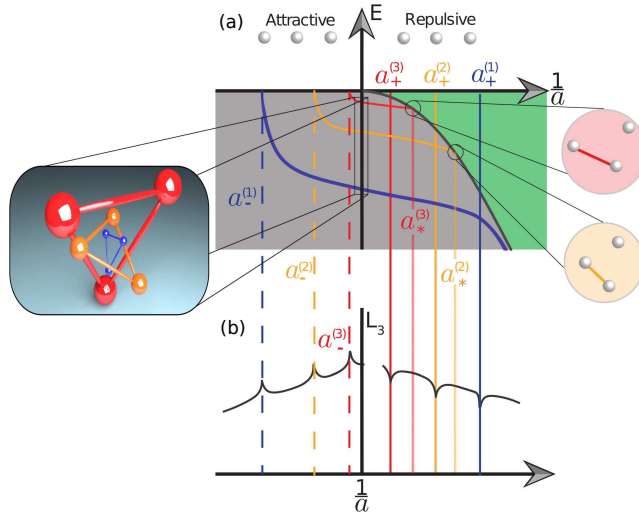 (a)
Attractive
E
Repulsive
a₊⁽³⁾
a₊⁽²⁾
a₊⁽¹⁾
1/a
a₋⁽¹⁾
a₋⁽²⁾
a₋⁽³⁾
a*⁽³⁾
a*⁽²⁾
(b)
L₃
1/a